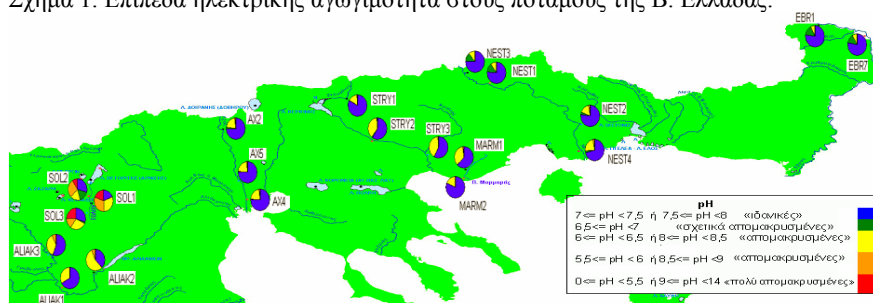 Σχήμα 1. Επίπεδα ηλεκτρικής αγωγιμότητα στους ποταμούς της Β. Ελλάδας.
EBR1
EBR7
NEST3
NEST1
STRY1
NEST2
AX2
STRY2
STRY3
MARM1
NEST4
AX5
SOL2
SOL1
AX4
Π. Μαρμαράς
MARM2
SOL3
ALIAK3
ALIAK2
ALIAK1
pH
7<= pH <7,5 ή 7,5<= pH <8 «ιδανικές»
6,5<= pH <7 «σχετικά απομακρυσμένες»
6<= pH <6,5 ή 8<= pH <8,5 «απομακρυσμένες»
5,5<= pH <6 ή 8,5<= pH <9 «απομακρυσμένες»
0<= pH <5,5 ή 9<= pH <14 «πολύ απομακρυσμένες»